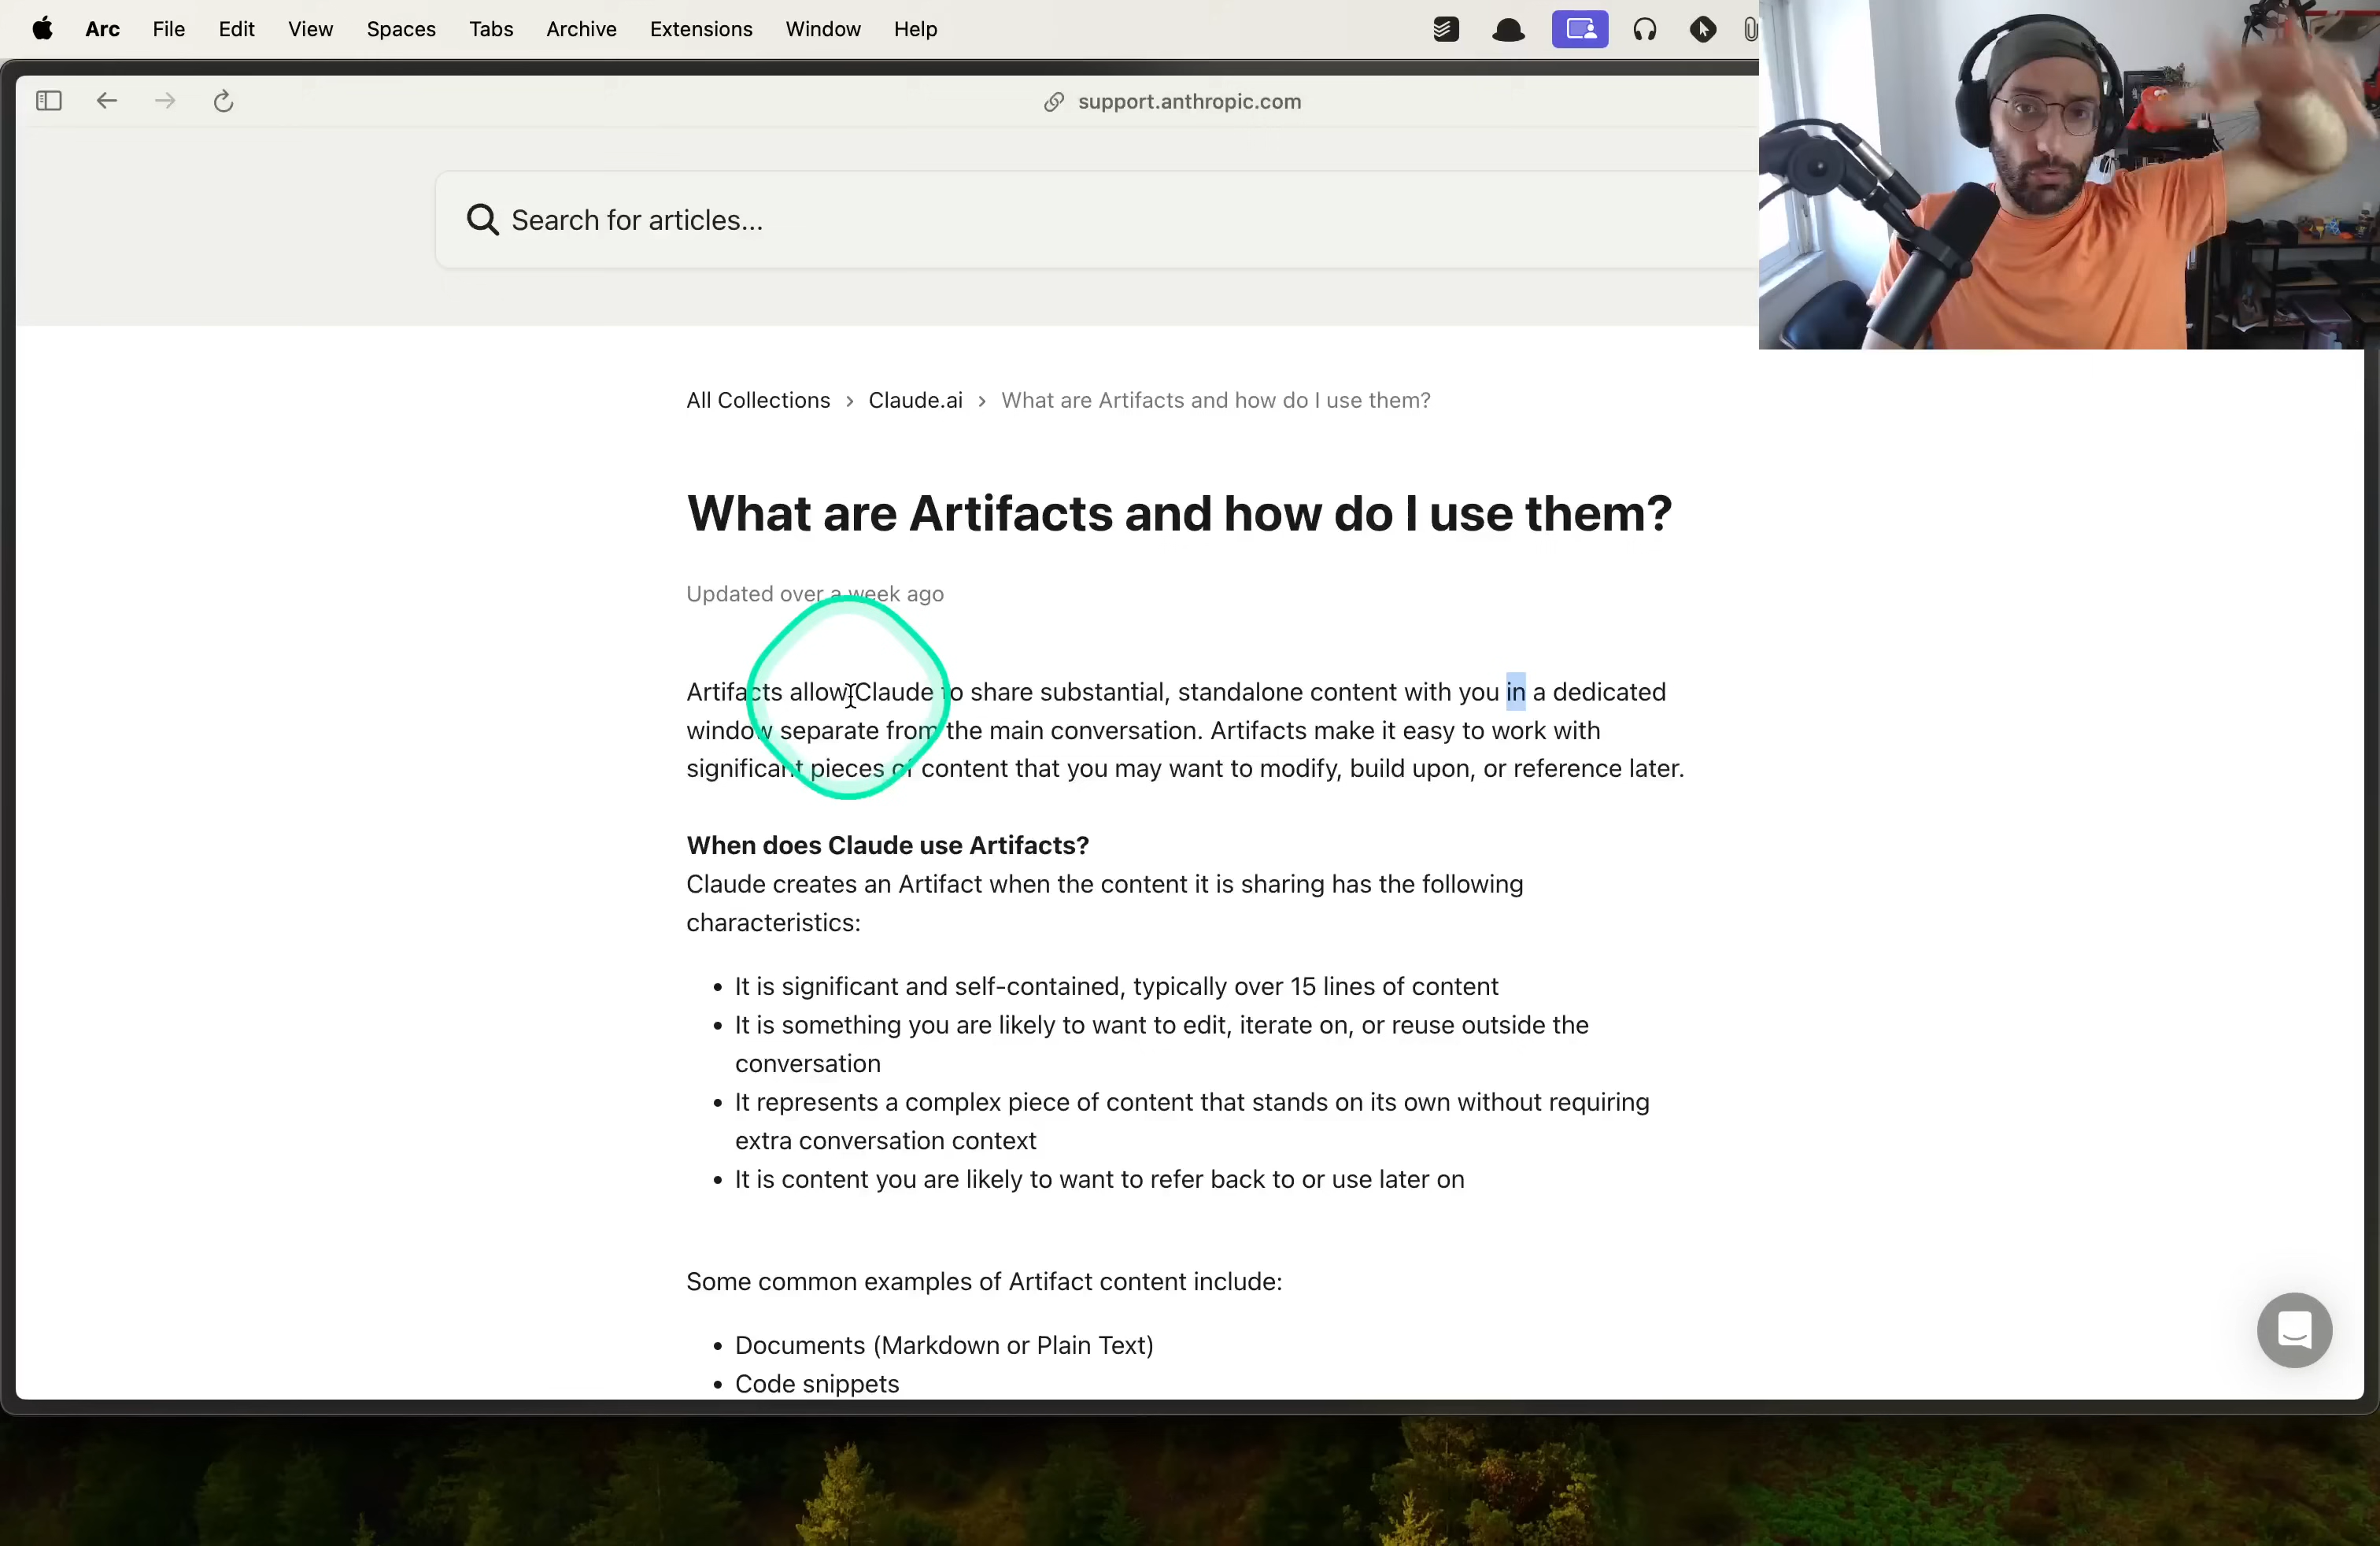 Arc File Edit View Spaces Tabs Archive Extensions Window Help
support.anthropic.com
Search for articles...
All Collections > Claude.ai > What are Artifacts and how do I use them?
What are Artifacts and how do I use them?
Updated over a week ago
Artifacts allow Claude to share substantial, standalone content with you in a dedicated
window separate from the main conversation. Artifacts make it easy to work with
significant pieces of content that you may want to modify, build upon, or reference later.
When does Claude use Artifacts?
Claude creates an Artifact when the content it is sharing has the following
characteristics:
• It is significant and self-contained, typically over 15 lines of content
• It is something you are likely to want to edit, iterate on, or reuse outside the
conversation
• It represents a complex piece of content that stands on its own without requiring
extra conversation context
• It is content you are likely to want to refer back to or use later on
Some common examples of Artifact content include:
• Documents (Markdown or Plain Text)
• Code snippets